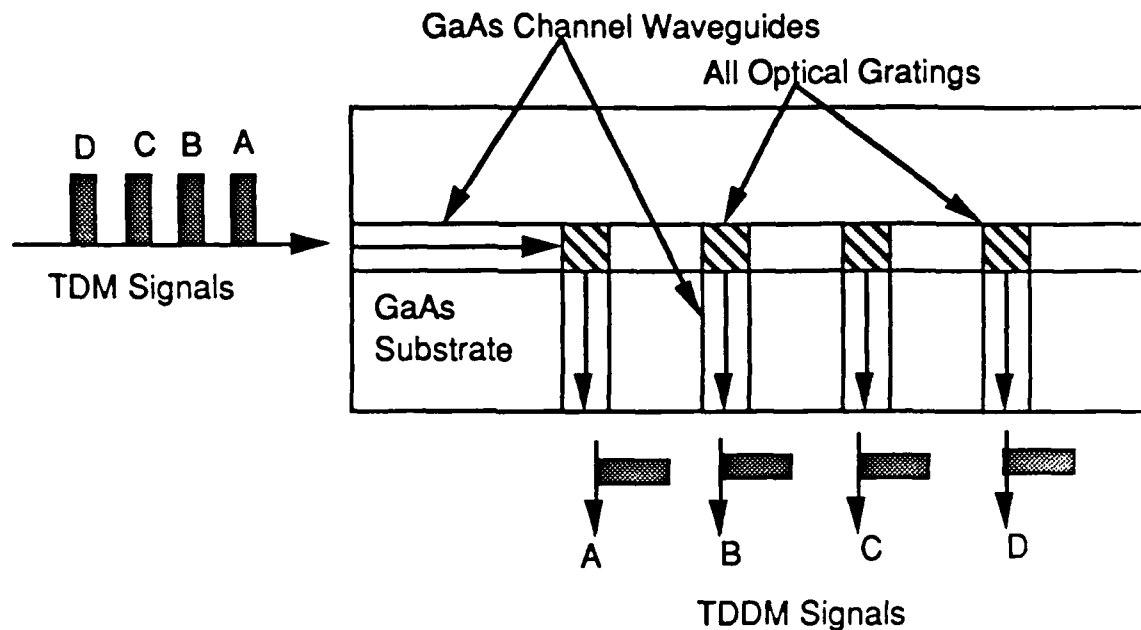 GaAs Channel Waveguides
All Optical Gratings
D C B A
TDM Signals
GaAs
Substrate
A B C D
TDDM Signals